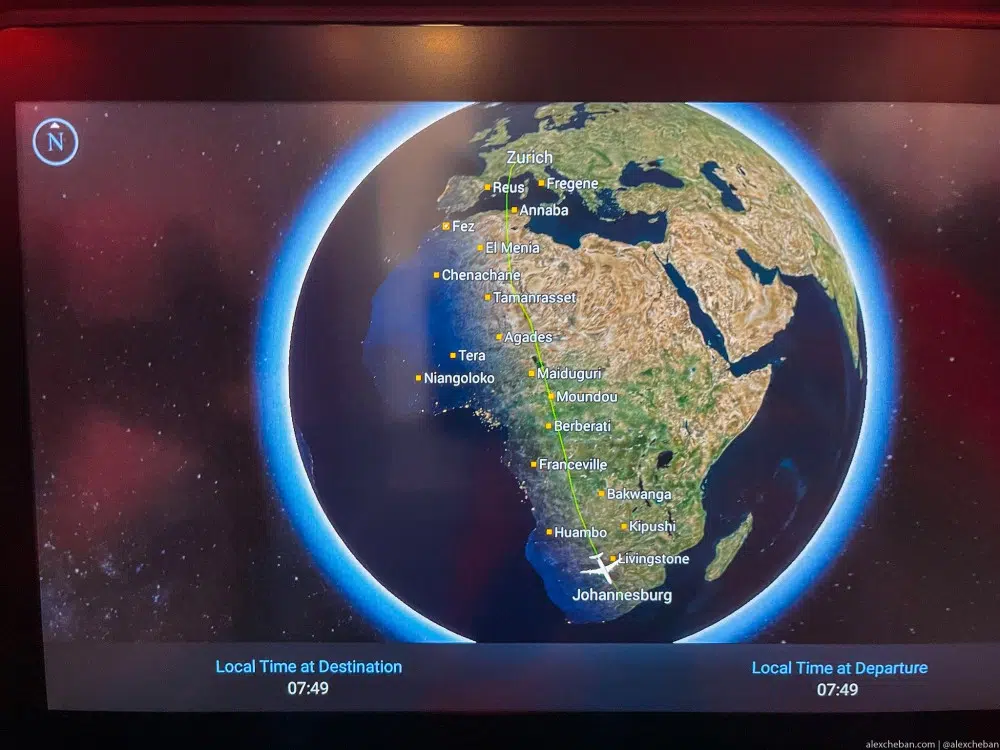 N
Zurich
Reus
Fregene
Annaba
Fez
El Menia
Chenachane
Tamanrasset
Agades
Tera
Maiduguri
Niangoloko
Moundou
Berberati
Franceville
Bakwanga
Kipushi
Huambo
Livingstone
Johannesburg
Local Time at Destination
07:49
Local Time at Departure
07:49
alexcheban.com | @alexcheban